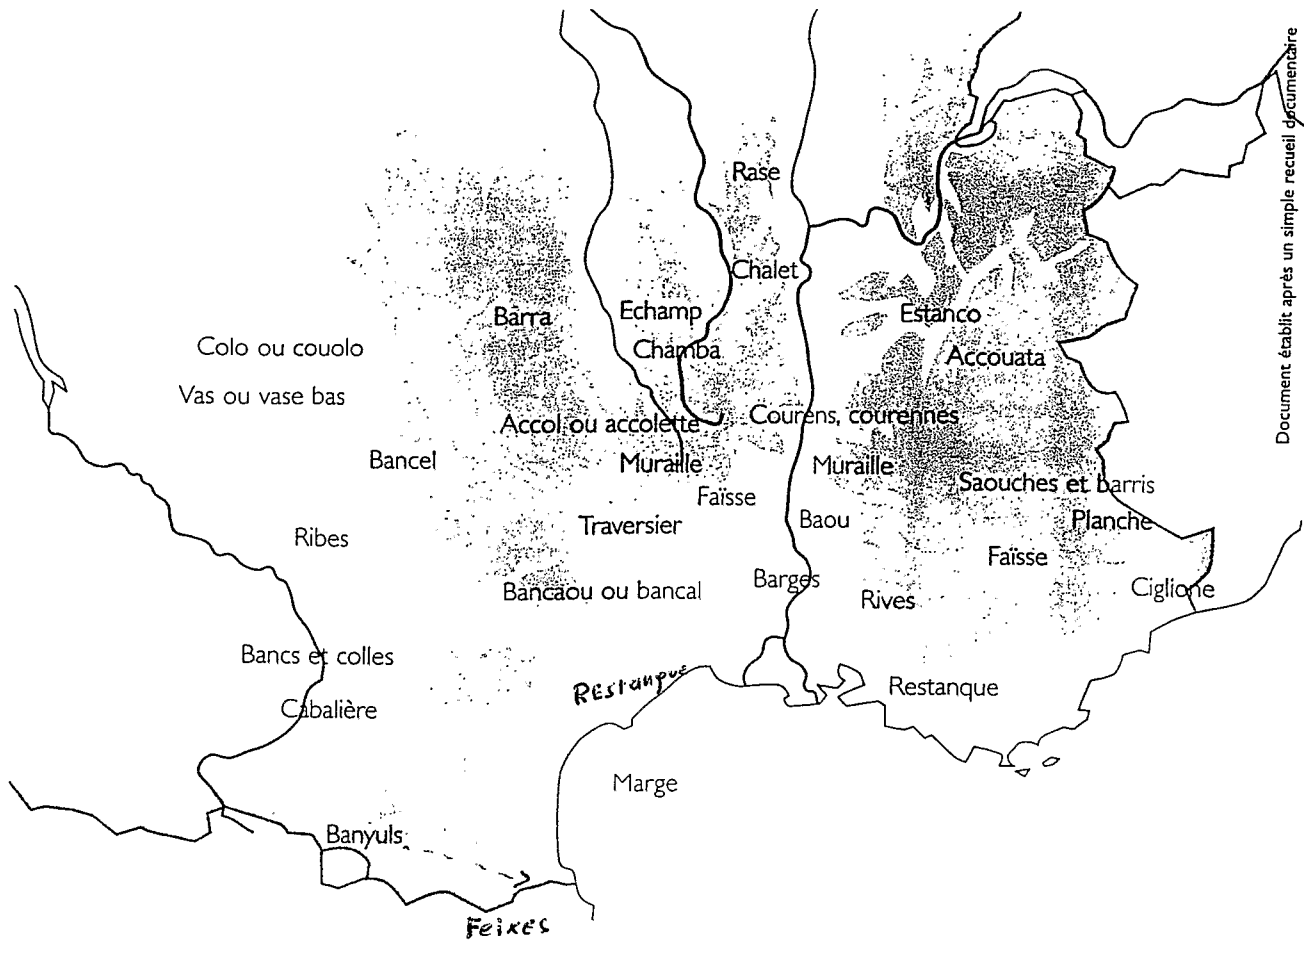 Document établit après un simple recueil documentaire
Rase
Chalet
Barra
Echamp
Estanco
Colo ou couolo
Chamba
Accouata
Vas ou vase bas
Accol ou accolette
Courens, courennes
Bancel
Muraille
Muraille
Saouches et barris
Faïsse
Traversier
Baou
Planche
Ribes
Faïsse
Bancaou ou bancal
Barges
Rives
Ciglione
Bancs et colles
Restanque
Restanque
Cabalière
Marge
Banyuls
Feixes